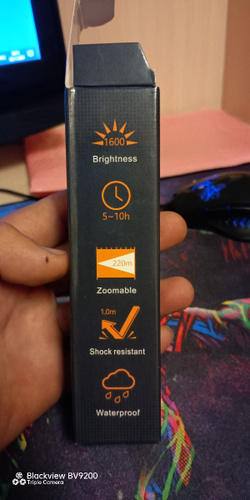 1600
Brightness
5~10h
220m
Zoomable
1.0m
Shock resistant
Waterproof
Blackview BV9200
Triple Camera